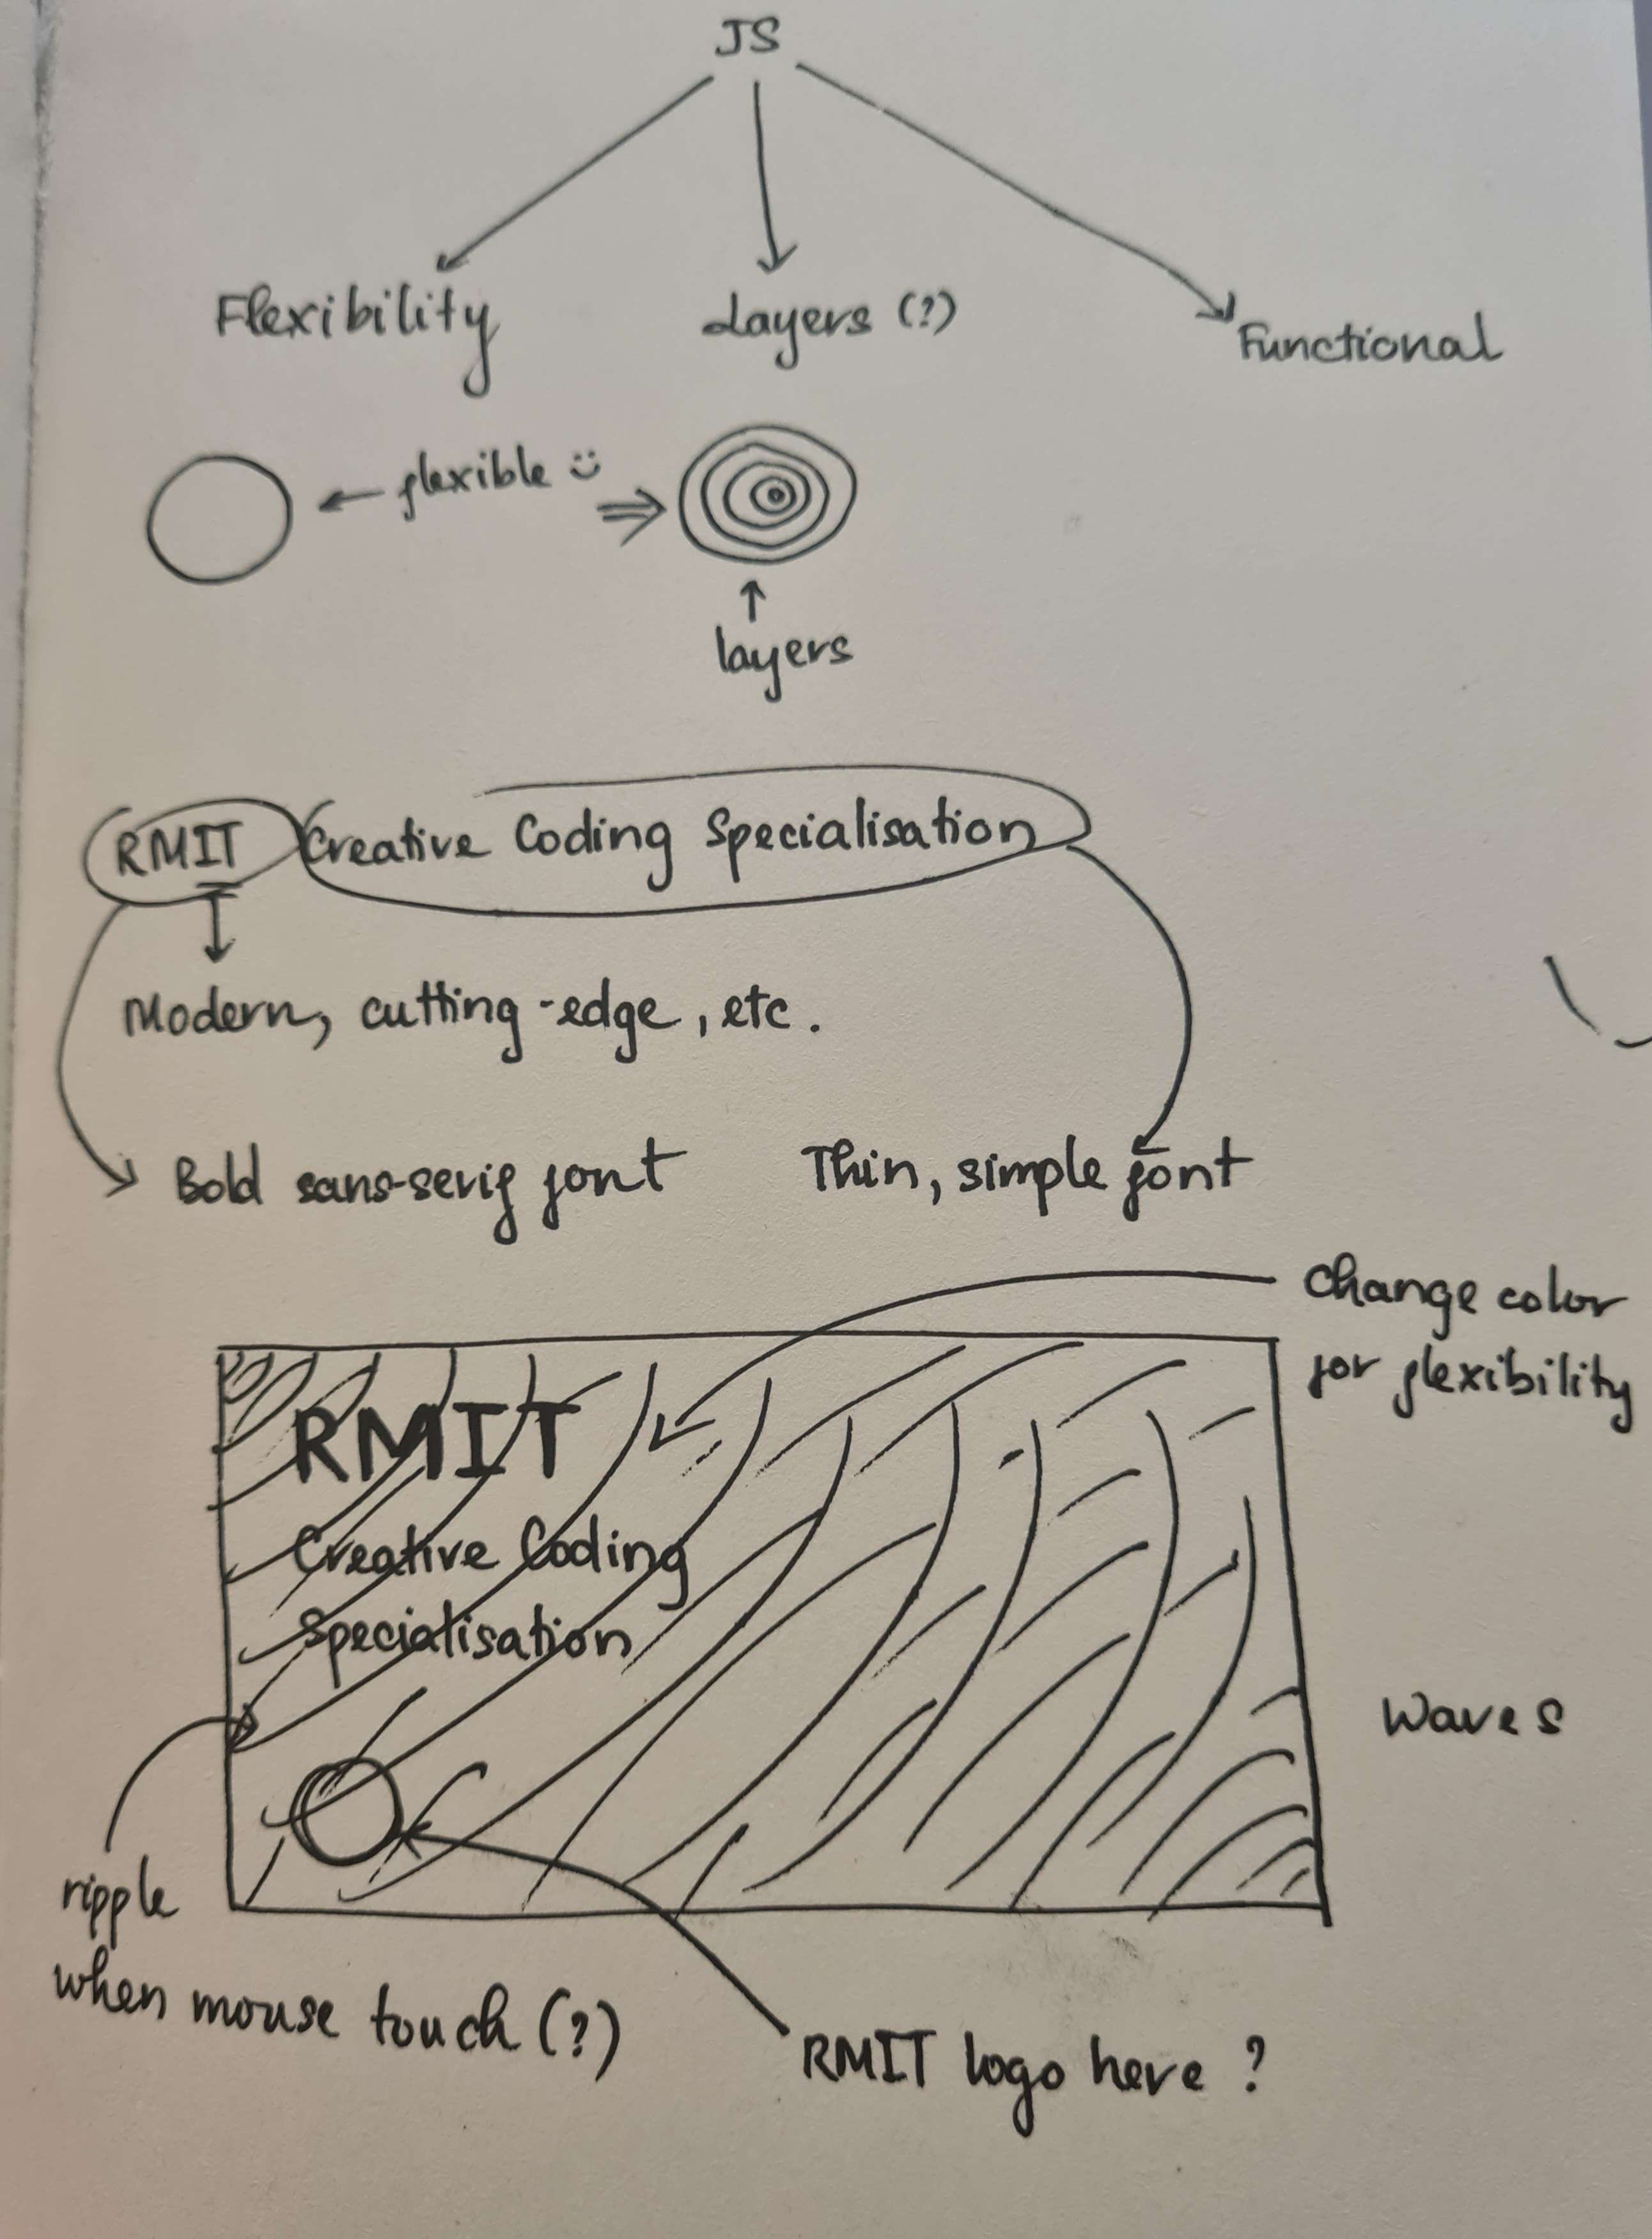 JS
Flexibility Layers (?) Functional
flexible
layers
RMIT Creative Coding Specialisation
Modern, cutting-edge, etc.
Bold sans-serif font Thin, simple font
Change color
for flexibility
RMIT
Creative Coding
Specialisation
Waves
ripple
when mouse touch (?)
RMIT logo here ?